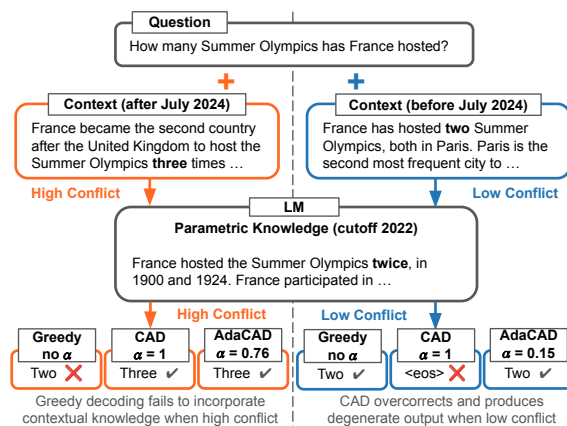 Question
How many Summer Olympics has France hosted?
+
+
Context (after July 2024)
France became the second country
after the United Kingdom to host the
Summer Olympics three times …
Context (before July 2024)
France has hosted two Summer
Olympics, both in Paris. Paris is the
second most frequent city to …
High Conflict
Low Conflict
LM
Parametric Knowledge (cutoff 2022)
France hosted the Summer Olympics twice, in
1900 and 1924. France participated in …
High Conflict
Low Conflict
Greedy
no α
Two ❌
CAD
α = 1
Three ✓
AdaCAD
α = 0.76
Three ✓
Greedy
no α
Two ✓
CAD
α = 1
<eos> ❌
AdaCAD
α = 0.15
Two ✓
Greedy decoding fails to incorporate
contextual knowledge when high conflict
CAD overcorrects and produces
degenerate output when low conflict